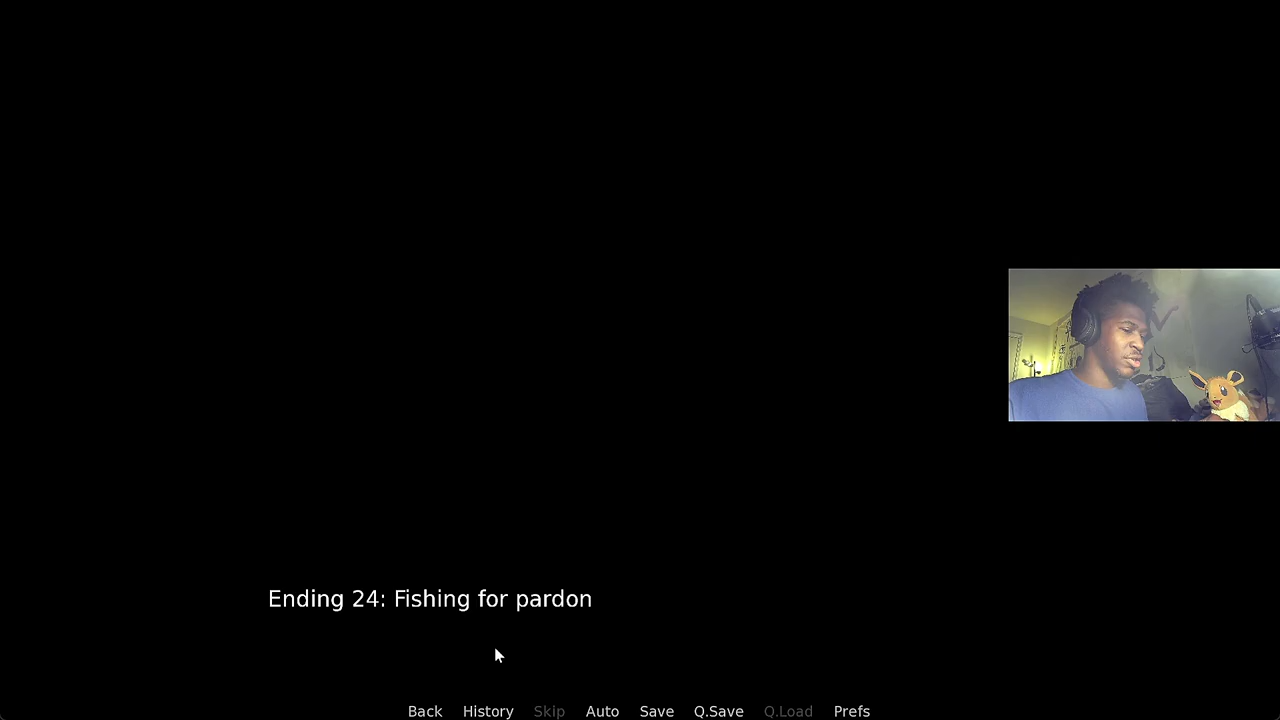 Ending 24: Fishing for pardon
Back History Skip Auto Save Q.Save Q.Load Prefs